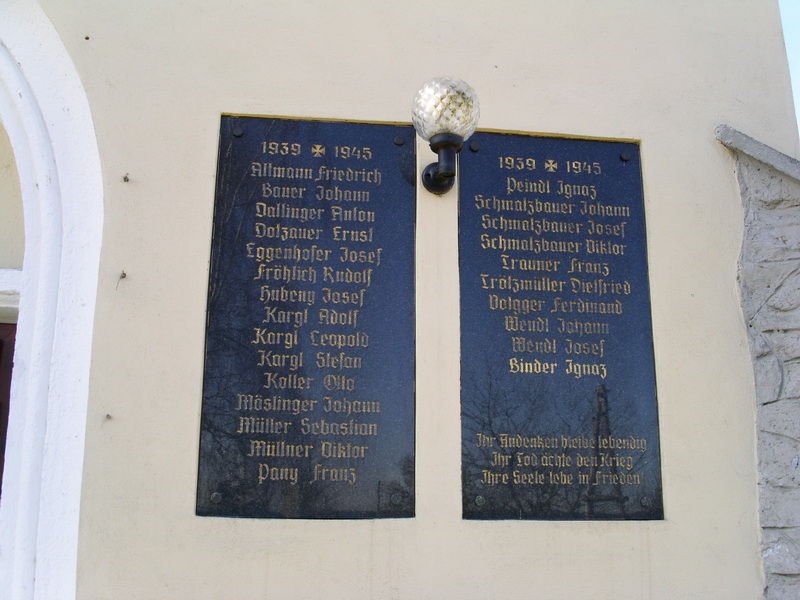 1939 ✠ 1945
Altmann Friedrich
Bauer Johann
Dallinger Anton
Dolzauer Ernst
Eggenhofer Josef
Fröhlich Rudolf
Hubeny Josef
Kargl Adolf
Kargl Leopold
Kargl Stefan
Koller Otto
Möslinger Johann
Müller Sebastian
Müllner Viktor
Pany Franz
1939 ✠ 1945
Peindl Ignaz
Schmalzbauer Johann
Schmalzbauer Josef
Schmalzbauer Viktor
Trauner Franz
Trölzmüller Dietfried
Volgger Ferdinand
Wendl Johann
Wendl Josef
Binder Ignaz
Ihr Andenken bleibe lebendig
Ihr Tod ächte den Krieg
Ihre Seele lebe in Frieden